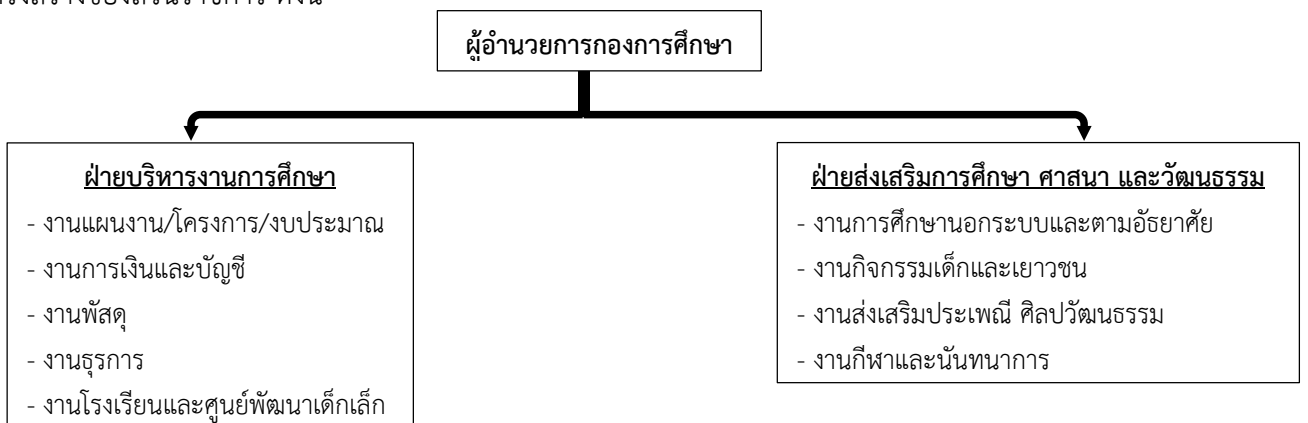 ผู้อำนวยการกองการศึกษา
ฝ่ายบริหารงานการศึกษา
- งานแผนงาน/โครงการ/งบประมาณ
- งานการเงินและบัญชี
- งานพัสดุ
- งานธุรการ
- งานโรงเรียนและศูนย์พัฒนาเด็กเล็ก
ฝ่ายส่งเสริมการศึกษา ศาสนา และวัฒนธรรม
- งานการศึกษานอกระบบและตามอัธยาศัย
- งานกิจกรรมเด็กและเยาวชน
- งานส่งเสริมประเพณี ศิลปวัฒนธรรม
- งานกีฬาและนันทนาการ